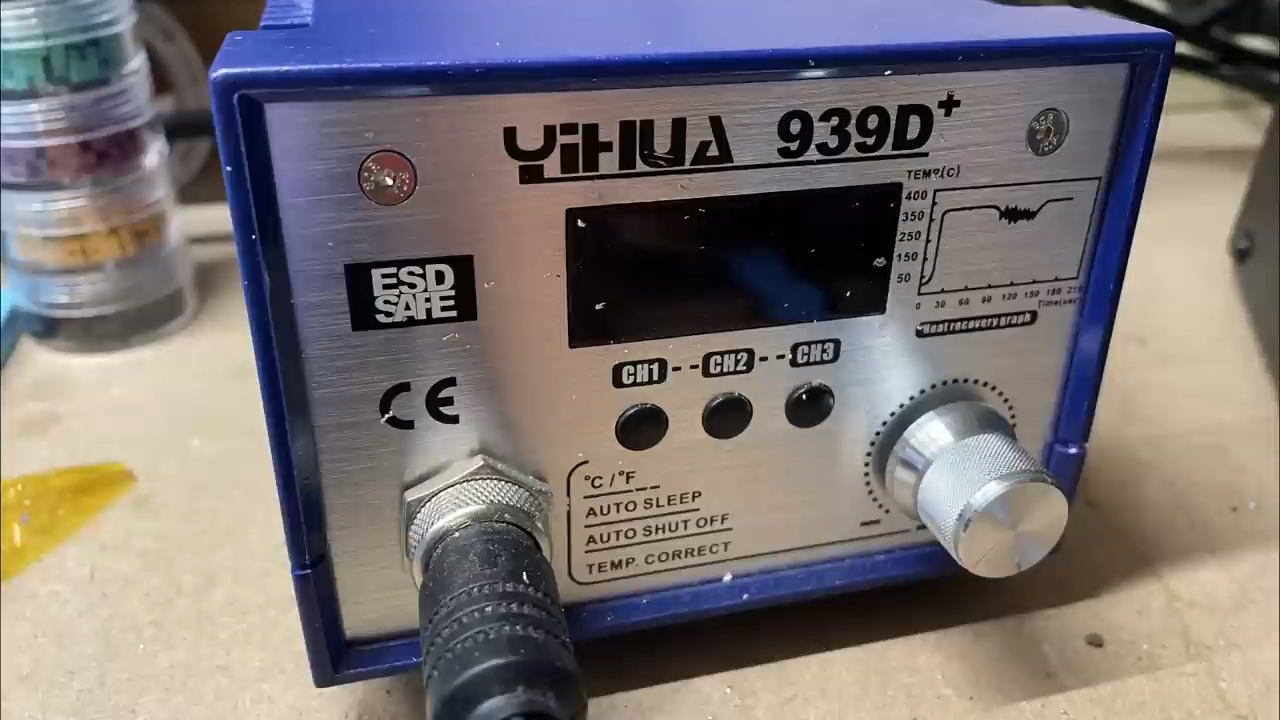 YiHUA 939D+
TEMP.(C)
400
350
250
150
50
0 30 60 90 120 150 180 210
Time(sec)
Heat recovery graph
ESD
SAFE
CE
CH1--CH2--CH3
°C/°F
AUTO SLEEP
AUTO SHUT OFF
TEMP. CORRECT